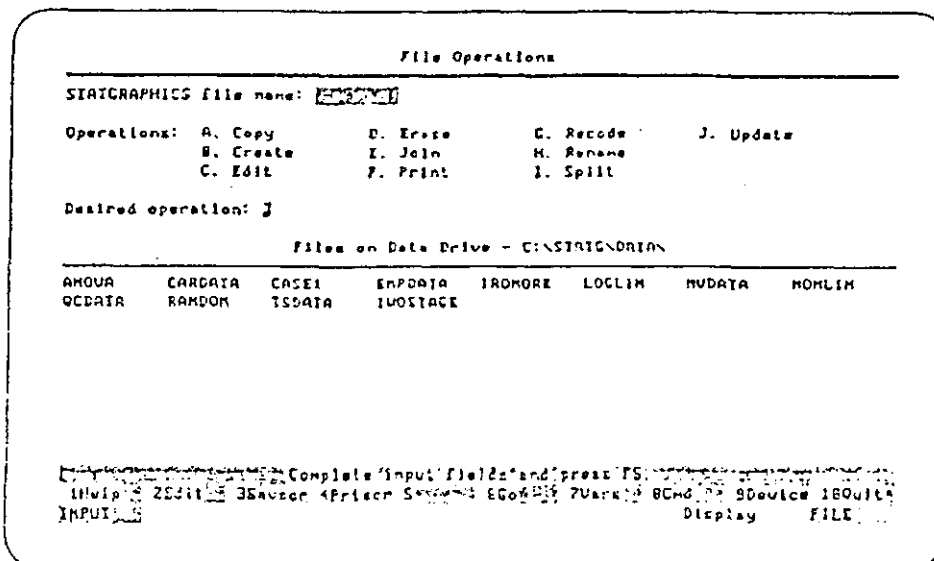 File Operations
STATGRAPHICS file name:
Operations: A. Copy D. Erase G. Recode J. Update
B. Create E. Join H. Rename
C. Edit F. Print I. Split
Desired operation: J
Files on Data Drive - C:\STATG\DATA\
ANOVA CARDATA CASE1 EMPDATA IRONORE LOGLIN MVDATA NONLIN
QCDATA RANDOM TSDATA TWOSTAGE
Complete input fields and press F6
1Help 2Edit 3Savscr 4Prtscr 6Go 7Vars 8Cmd 9Device 10Quit
INPUT Display FILE